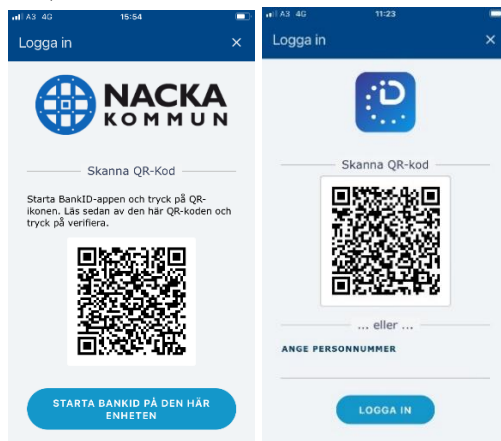 A3 4G 15:54
Logga in ×
NACKA
KOMMUN
Skanna QR-Kod
Starta BankID-appen och tryck på QR-
ikonen. Läs sedan av den här QR-koden och
tryck på verifiera.
STARTA BANKID PÅ DEN HÄR
ENHETEN
A3 4G 11:23
Logga in ×
iD
Skanna QR-kod
... eller ...
ANGE PERSONNUMMER
LOGGA IN